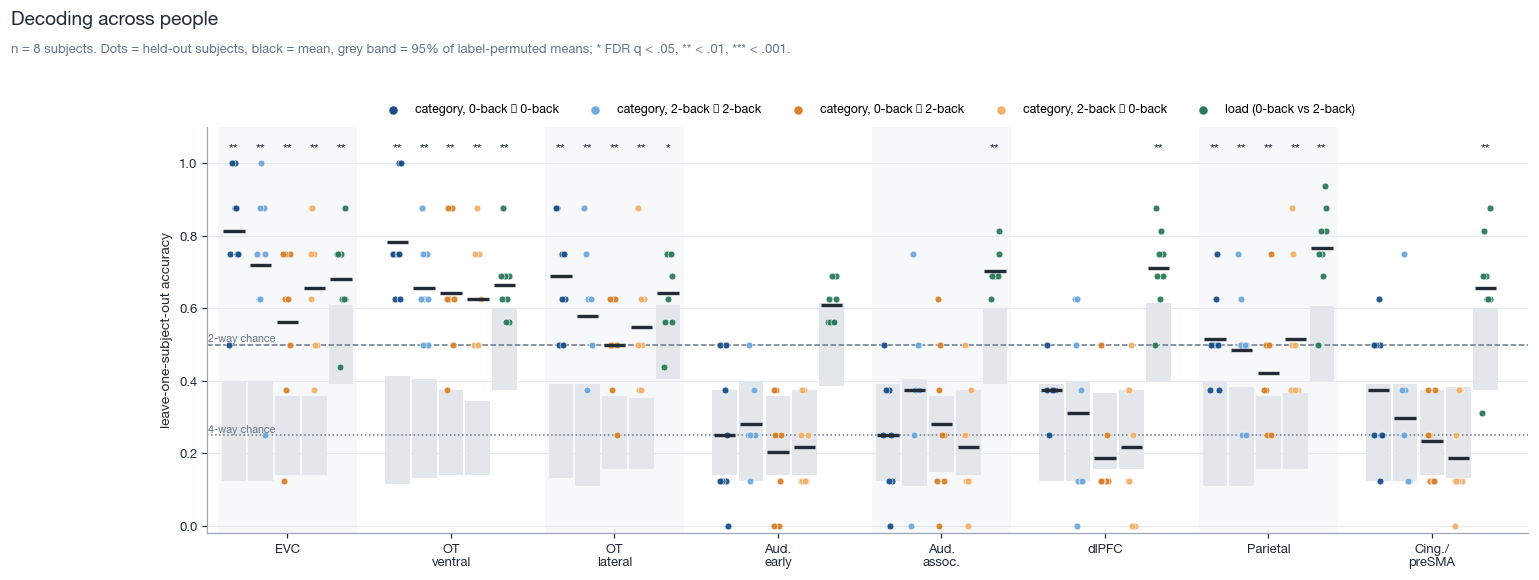 Decoding across people
n = 8 subjects. Dots = held-out subjects, black = mean, grey band = 95% of label-permuted means; * FDR q < .05, ** < .01, *** < .001.
category, 0-back ▯ 0-back category, 2-back ▯ 2-back category, 0-back ▯ 2-back category, 2-back ▯ 0-back load (0-back vs 2-back)
** ** ** ** ** ** ** ** ** ** ** ** ** ** * ** ** ** ** ** ** ** **
1.0
0.8
0.6
2-way chance
0.4
4-way chance
0.2
0.0
leave-one-subject-out accuracy
EVC OT ventral OT lateral Aud. early Aud. assoc. dlPFC Parietal Cing./ preSMA